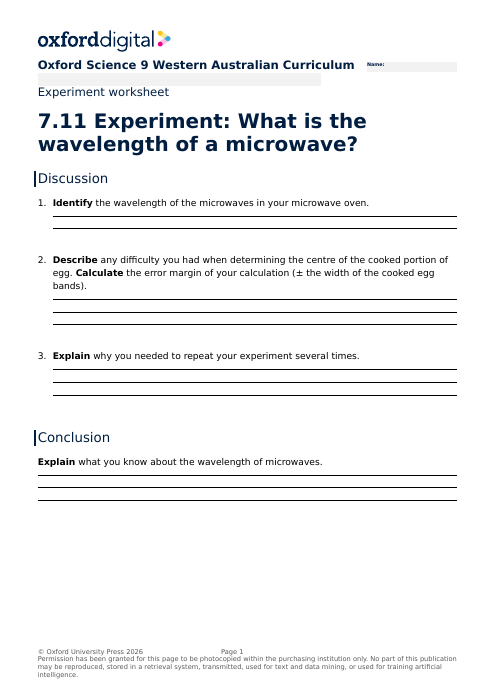 oxforddigital
Oxford Science 9 Western Australian Curriculum
Name:
Experiment worksheet
7.11 Experiment: What is the
wavelength of a microwave?
Discussion
1. Identify the wavelength of the microwaves in your microwave oven.
2. Describe any difficulty you had when determining the centre of the cooked portion of
egg. Calculate the error margin of your calculation (± the width of the cooked egg
bands).
3. Explain why you needed to repeat your experiment several times.
Conclusion
Explain what you know about the wavelength of microwaves.
© Oxford University Press 2026 Page 1
Permission has been granted for this page to be photocopied within the purchasing institution only. No part of this publication
may be reproduced, stored in a retrieval system, transmitted, used for text and data mining, or used for training artificial
intelligence.